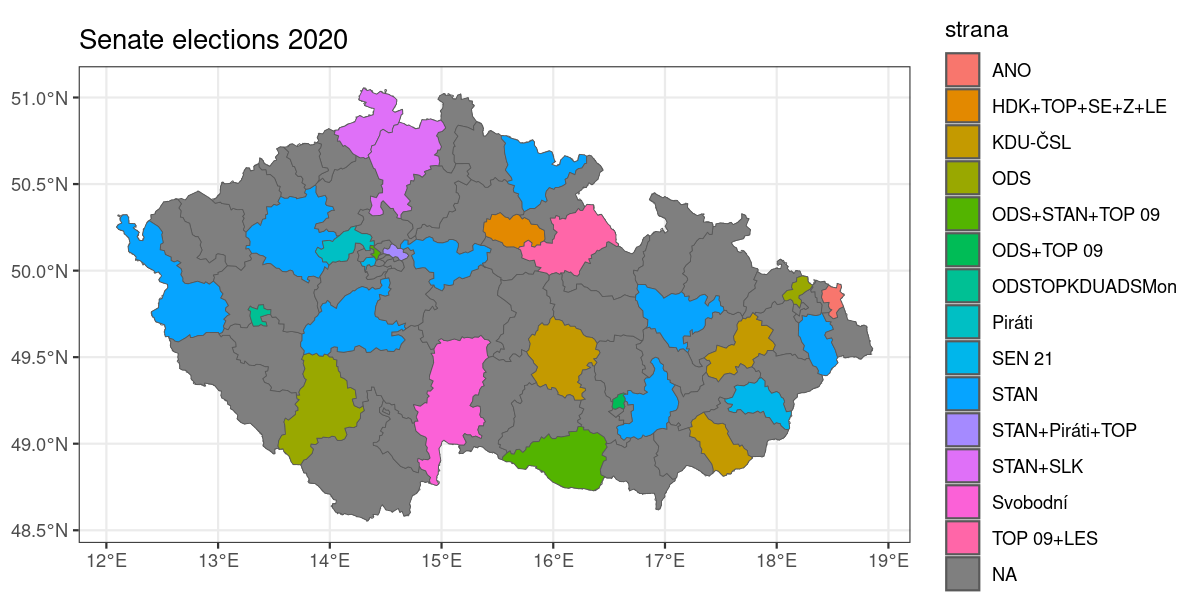 Senate elections 2020
strana
ANO
HDK+TOP+SE+Z+LE
KDU-ČSL
ODS
ODS+STAN+TOP 09
ODS+TOP 09
ODSTOPKDUADSMon
Piráti
SEN 21
STAN
STAN+Piráti+TOP
STAN+SLK
Svobodní
TOP 09+LES
NA
51.0°N
50.5°N
50.0°N
49.5°N
49.0°N
48.5°N
12°E 13°E 14°E 15°E 16°E 17°E 18°E 19°E